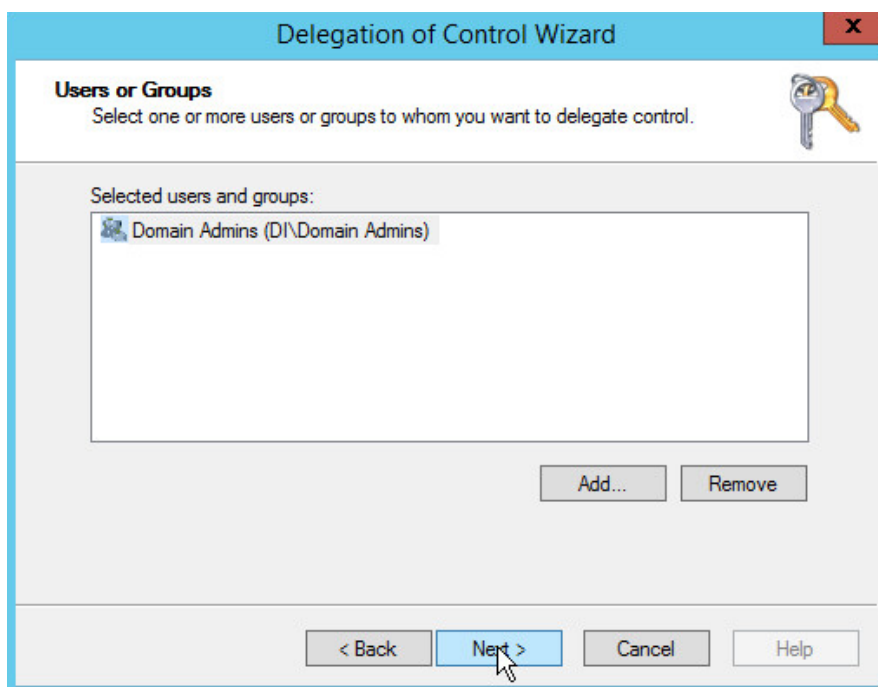 Delegation of Control Wizard
x
Users or Groups
Select one or more users or groups to whom you want to delegate control.
Selected users and groups:
Domain Admins (DI\Domain Admins)
Add...
Remove
< Back
Next >
Cancel
Help